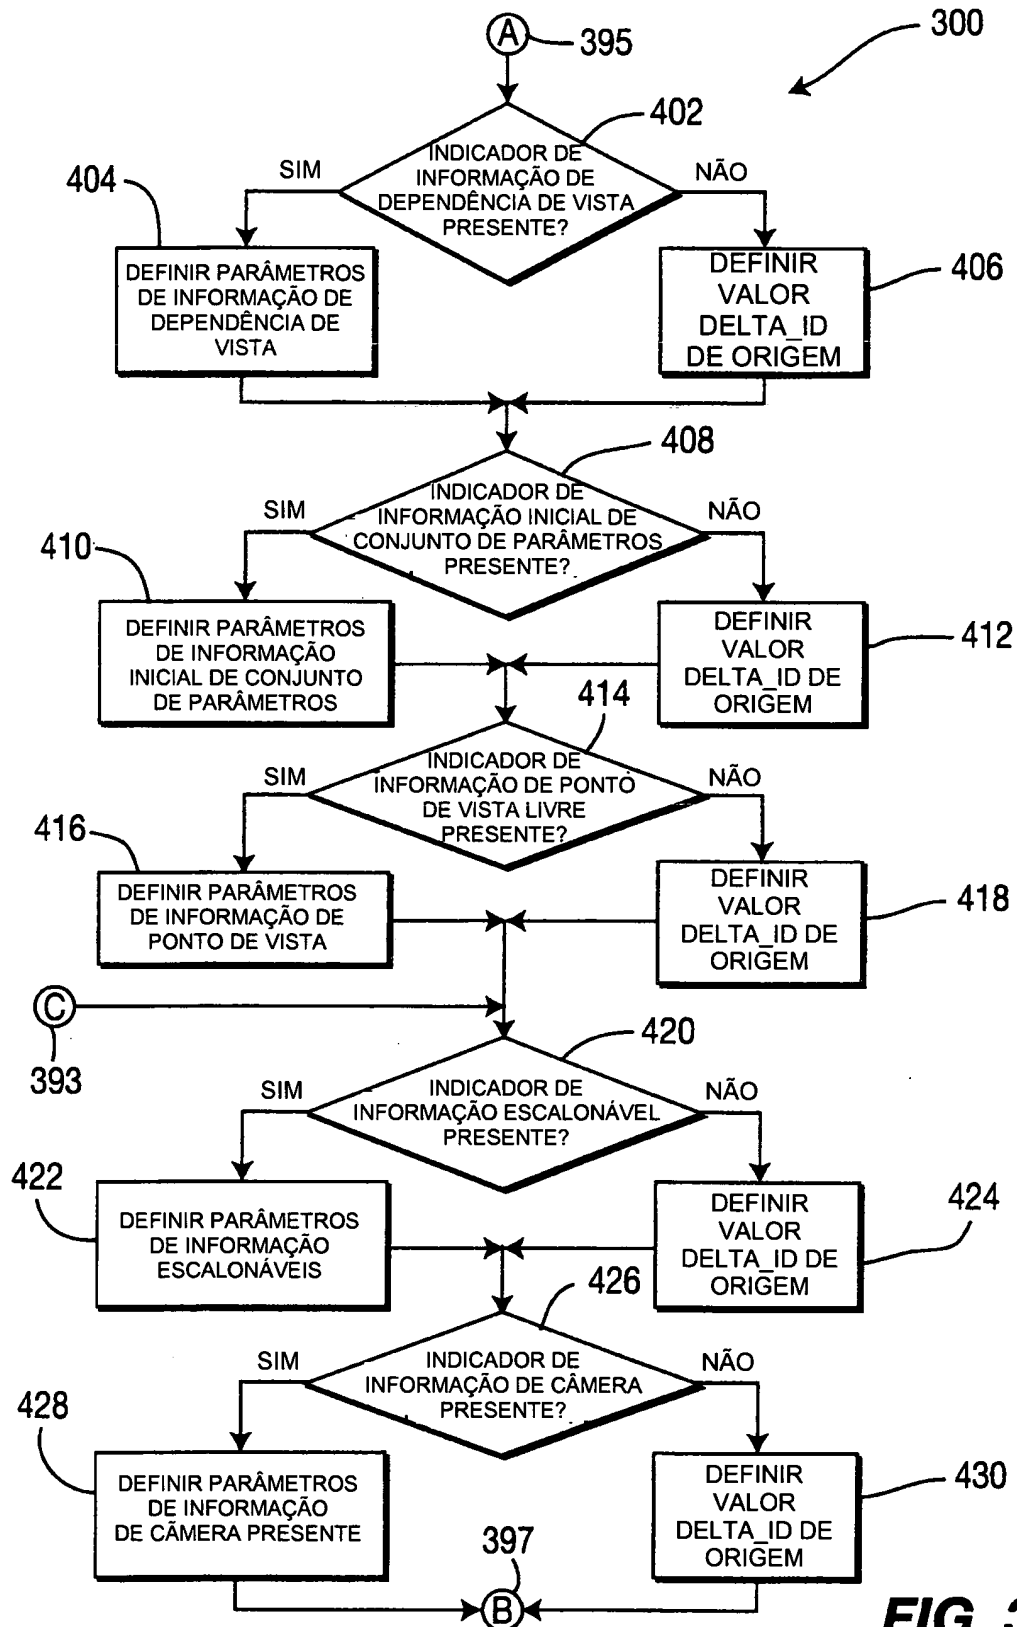 A
395
300
402
INDICADOR DE
INFORMAÇÃO DE
DEPENDÊNCIA DE VISTA
PRESENTE?
SIM
NÃO
404
DEFINIR PARÂMETROS
DE INFORMAÇÃO DE
DEPENDÊNCIA DE
VISTA
DEFINIR
VALOR
DELTA_ID
DE ORIGEM
406
408
INDICADOR DE
INFORMAÇÃO INICIAL DE
CONJUNTO DE PARÂMETROS
PRESENTE?
SIM
NÃO
410
DEFINIR PARÂMETROS
DE INFORMAÇÃO
INICIAL DE CONJUNTO
DE PARÂMETROS
DEFINIR
VALOR
DELTA_ID DE
ORIGEM
412
414
INDICADOR DE
INFORMAÇÃO DE PONTO
DE VISTA LIVRE
PRESENTE?
SIM
NÃO
416
DEFINIR PARÂMETROS
DE INFORMAÇÃO DE
PONTO DE VISTA
DEFINIR
VALOR
DELTA_ID DE
ORIGEM
418
C
393
420
INDICADOR DE
INFORMAÇÃO ESCALONÁVEL
PRESENTE?
SIM
NÃO
422
DEFINIR PARÂMETROS
DE INFORMAÇÃO
ESCALONÁVEIS
DEFINIR
VALOR
DELTA_ID DE
ORIGEM
424
426
INDICADOR DE
INFORMAÇÃO DE CÂMERA
PRESENTE?
SIM
NÃO
428
DEFINIR PARÂMETROS
DE INFORMAÇÃO
DE CÃMERA PRESENTE
DEFINIR
VALOR
DELTA_ID DE
ORIGEM
430
397
B
FIG. 3